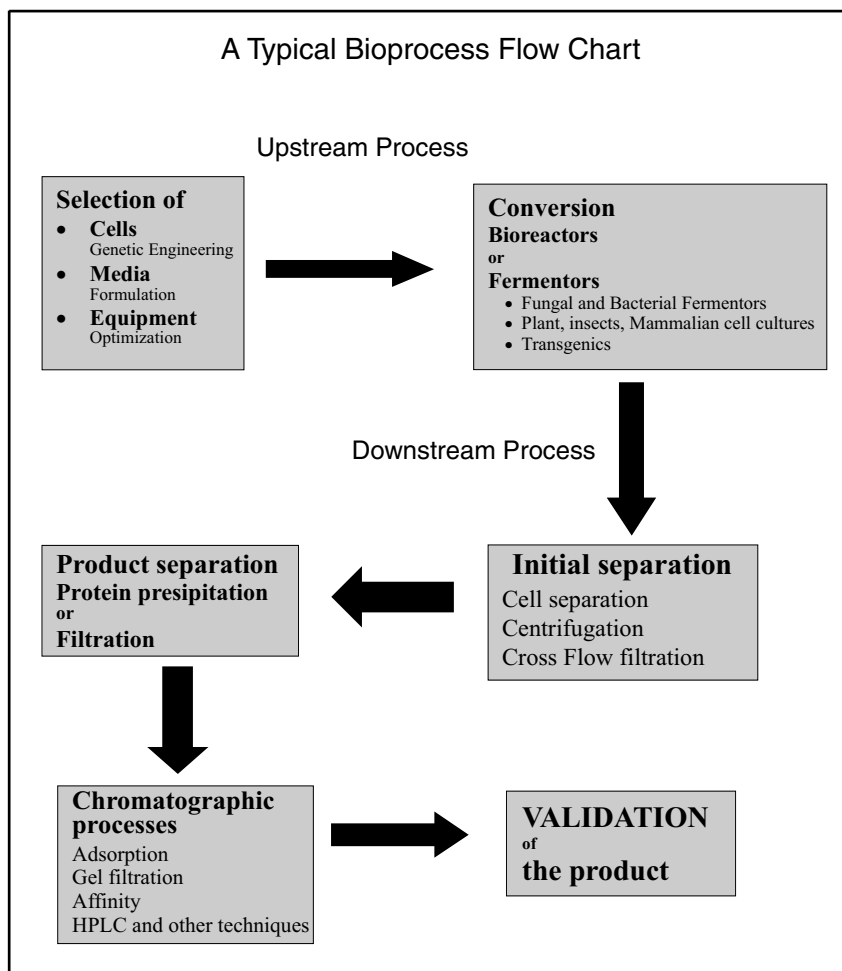 A Typical Bioprocess Flow Chart
Upstream Process
Selection of
• Cells
Genetic Engineering
• Media
Formulation
• Equipment
Optimization
Conversion
Bioreactors
or
Fermentors
• Fungal and Bacterial Fermentors
• Plant, insects, Mammalian cell cultures
• Transgenics
Downstream Process
Initial separation
Cell separation
Centrifugation
Cross Flow filtration
Product separation
Protein presipitation
or
Filtration
Chromatographic
processes
Adsorption
Gel filtration
Affinity
HPLC and other techniques
VALIDATION
of
the product